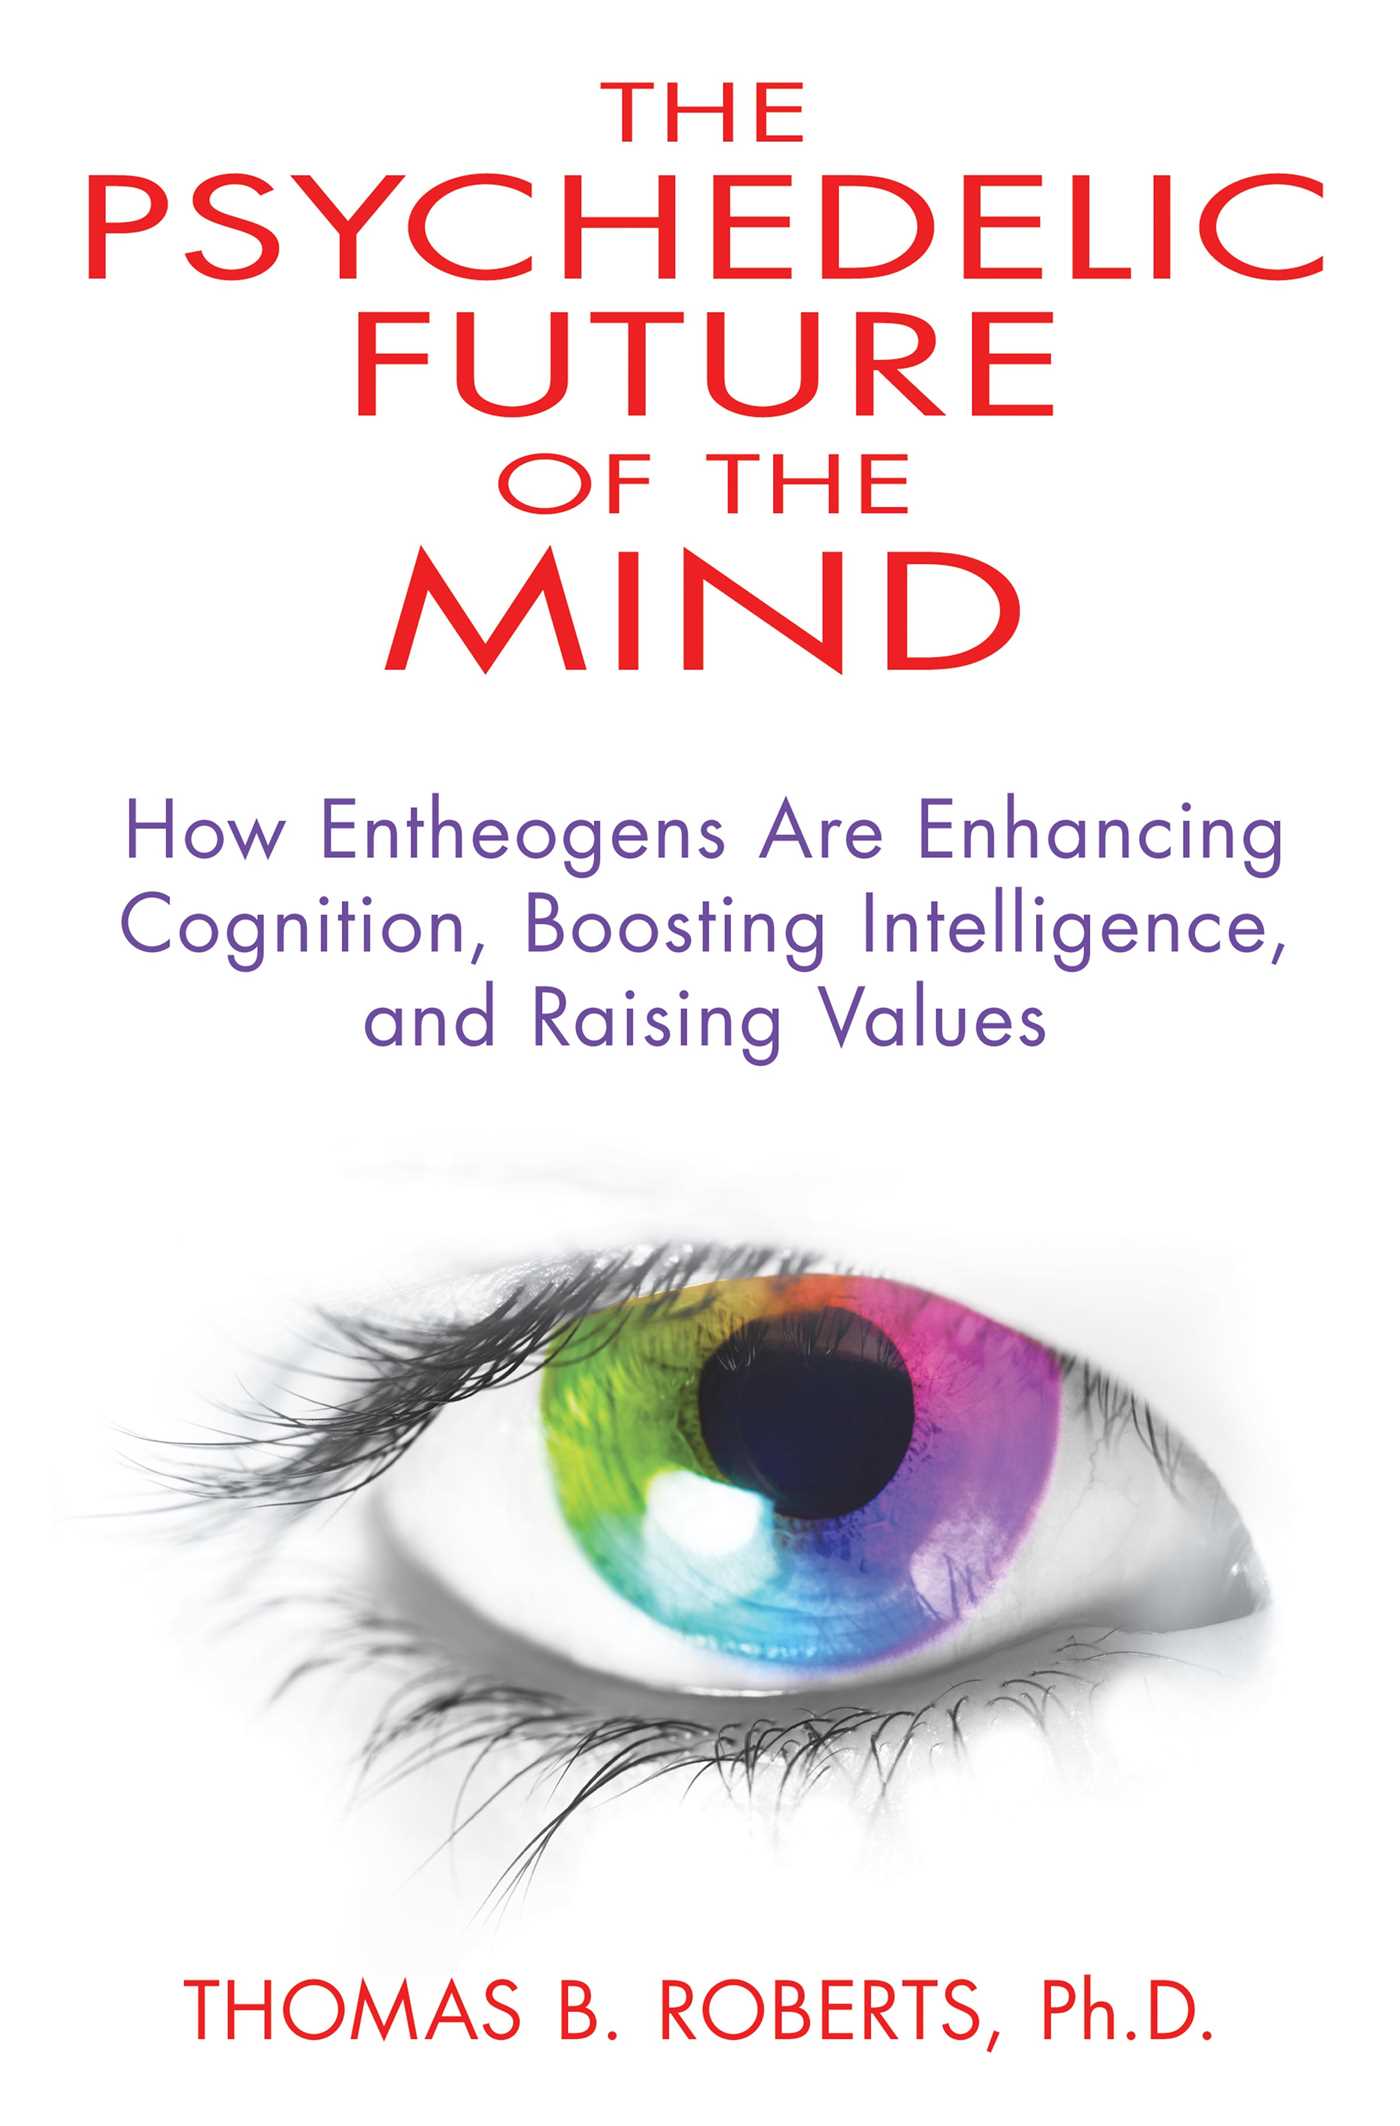 THE
PSYCHEDELIC
FUTURE
OF THE
MIND
How Entheogens Are Enhancing
Cognition, Boosting Intelligence,
and Raising Values
THOMAS B. ROBERTS, Ph.D.